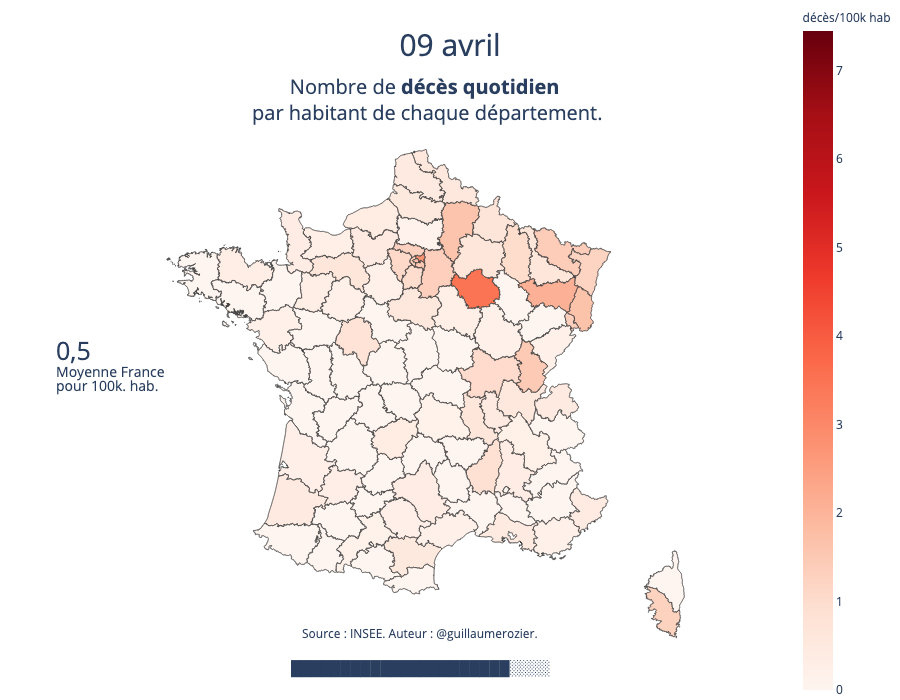 décès/100k hab
09 avril
Nombre de décès quotidien
par habitant de chaque département.
7
6
5
4
3
2
1
0
0,5
Moyenne France
pour 100k. hab.
Source : INSEE. Auteur : @guillaumerozier.